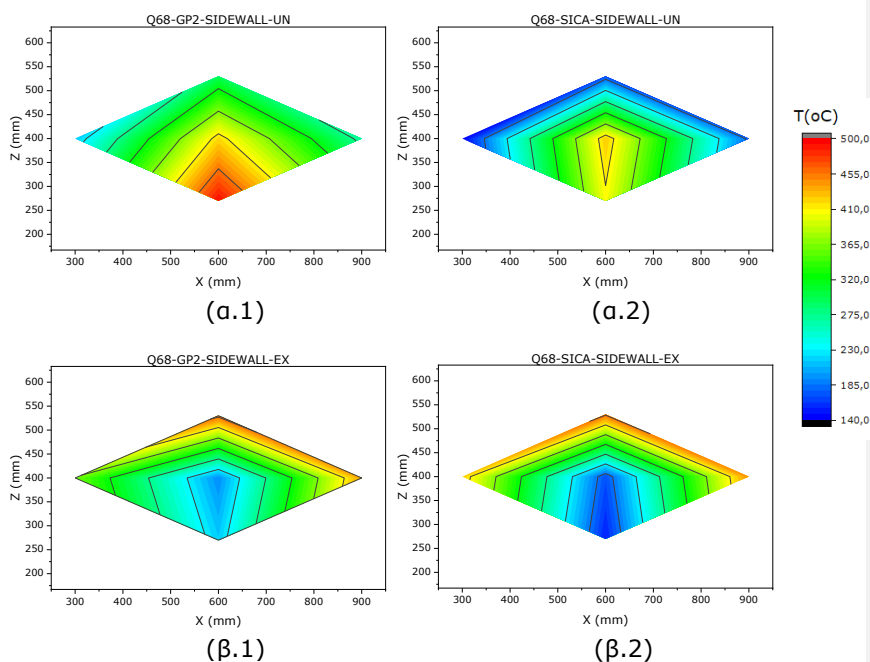 Q68-GP2-SIDEWALL-UN
600
550
500
450
400
350
300
250
200
Z (mm)
300 400 500 600 700 800 900
X (mm)
(α.1)
Q68-SICA-SIDEWALL-UN
600
550
500
450
400
350
300
250
200
Z (mm)
300 400 500 600 700 800 900
X (mm)
(α.2)
T(oC)
500,0
455,0
410,0
365,0
320,0
275,0
230,0
185,0
140,0
Q68-GP2-SIDEWALL-EX
600
550
500
450
400
350
300
250
200
Z (mm)
300 400 500 600 700 800 900
X (mm)
(β.1)
Q68-SICA-SIDEWALL-EX
600
550
500
450
400
350
300
250
200
Z (mm)
300 400 500 600 700 800 900
X (mm)
(β.2)